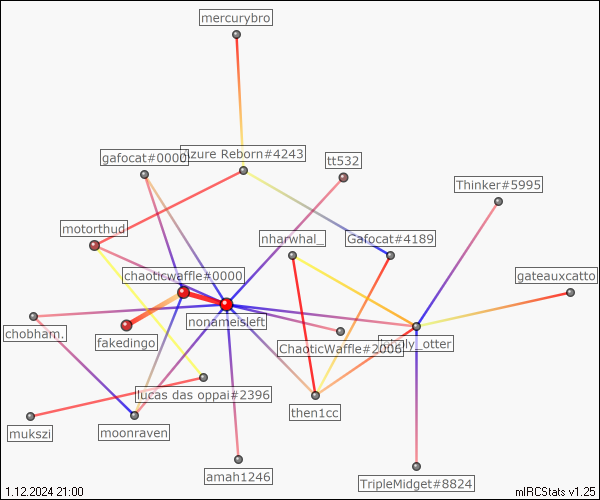 mercurybro
Azure Reborn#4243
gafocat#0000
tt532
Thinker#5995
motorthud
nharwhal_
Gafocat#4189
chaoticwaffle#0000
gateauxcatto
nonameisleft
chobham.
fakedingo
ChaoticWaffle#2006
lucas das oppai#2396
then1cc
mukszi
moonraven
amah1246
TripleMidget#8824
1.12.2024 21:00
mIRCStats v1.25